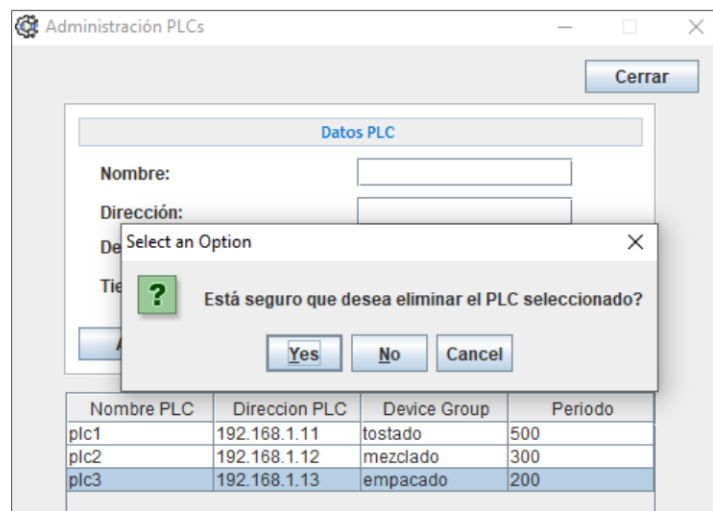 Administración PLCs
Cerrar
Datos PLC
Nombre:
Dirección:
De
Tie
Select an Option
?
Está seguro que desea eliminar el PLC seleccionado?
Yes No Cancel
Nombre PLC Direccion PLC Device Group Periodo
plc1 192.168.1.11 tostado 500
plc2 192.168.1.12 mezclado 300
plc3 192.168.1.13 empacado 200